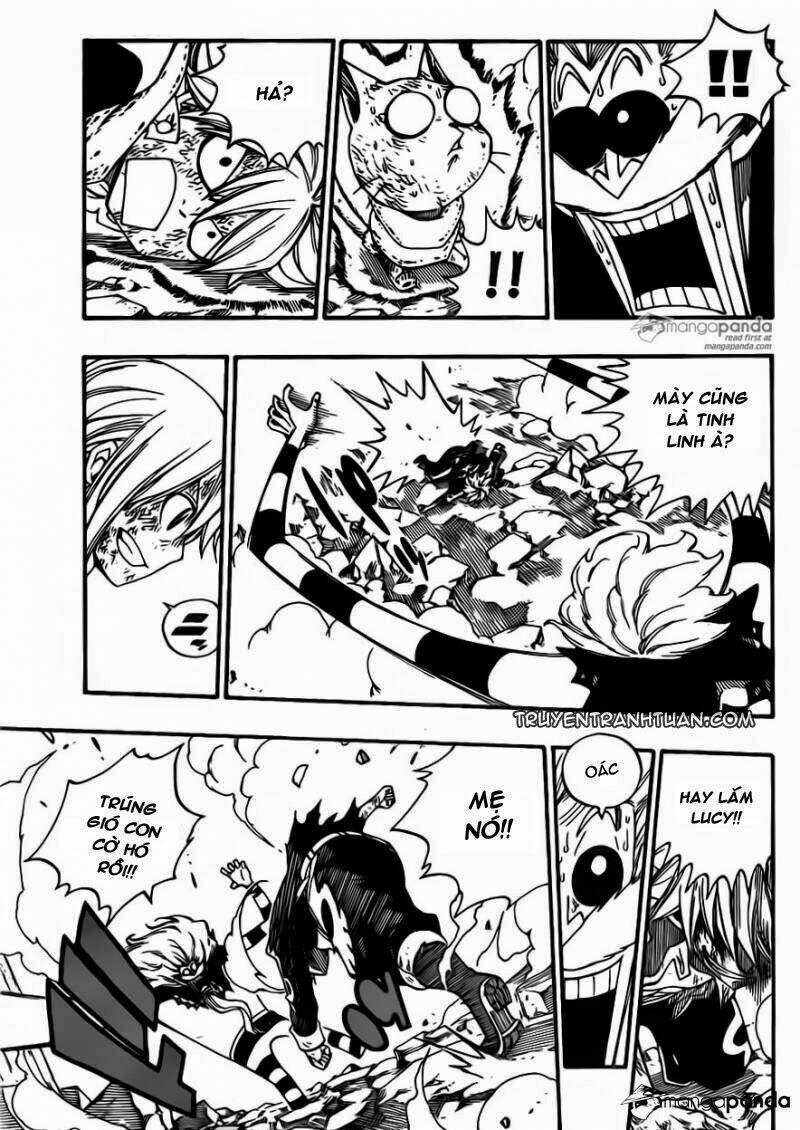 !!
!!
HẢ?
mangapanda
read first at
mangapanda.com
MÀY CŨNG
LÀ TINH
LINH À?
TRUYENTRANHTUAN.COM
HAY LẮM
LUCY!!
OÁC
MẸ
NÓ!!
TRÚNG
GIÓ CON
CỜ HÓ
RỒI!!
mangapanda